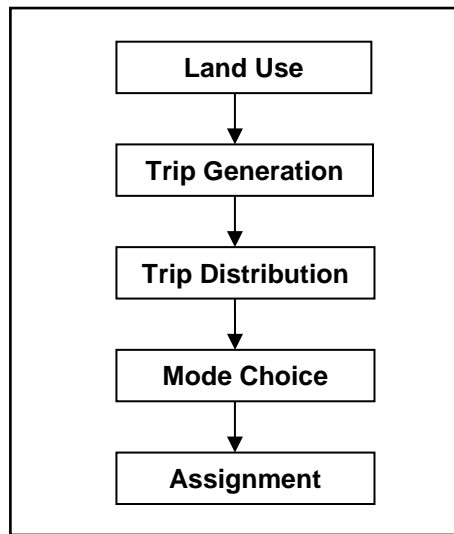 Land Use
Trip Generation
Trip Distribution
Mode Choice
Assignment